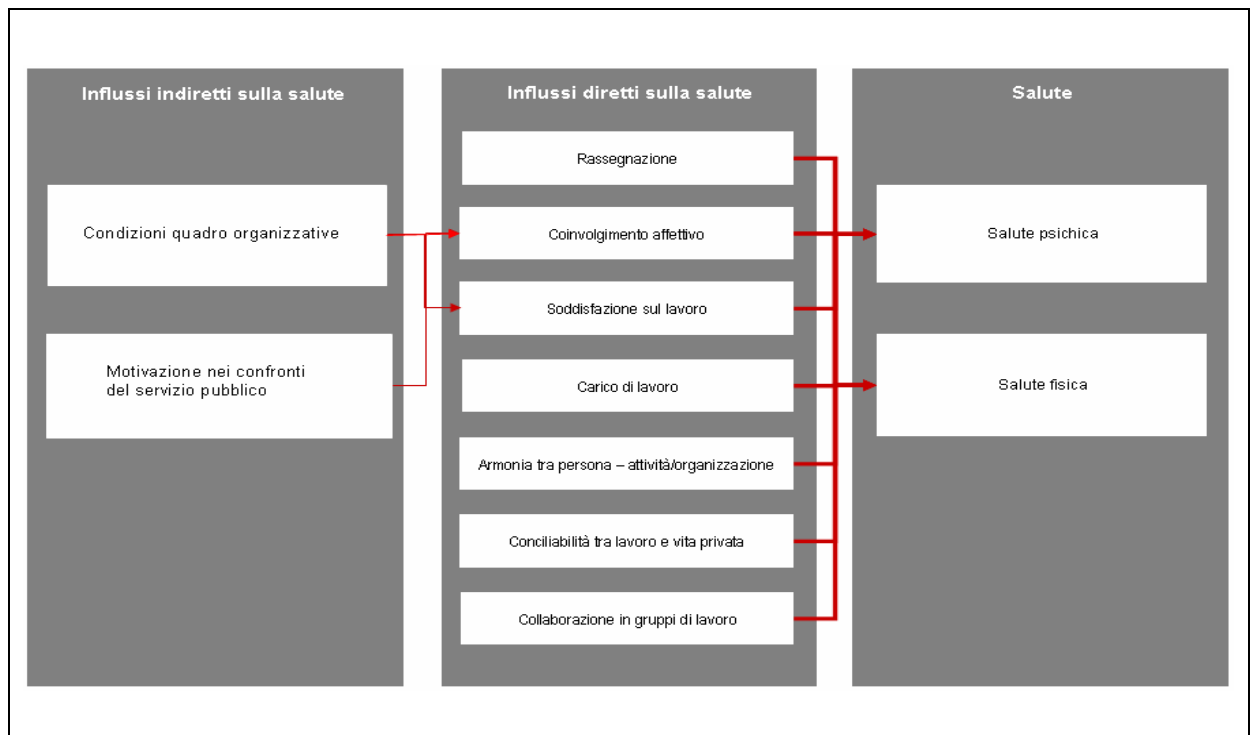 Influssi indiretti sulla salute
Condizioni quadro organizzative
Motivazione nei confronti
del servizio pubblico
Influssi diretti sulla salute
Rassegnazione
Coinvolgimento affettivo
Soddisfazione sul lavoro
Carico di lavoro
Armonia tra persona – attività/organizzazione
Conciliabilità tra lavoro e vita privata
Collaborazione in gruppi di lavoro
Salute
Salute psichica
Salute fisica